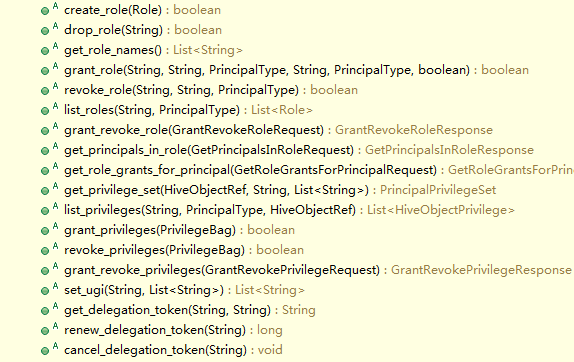 A create_role(Role) : boolean
A drop_role(String) : boolean
A get_role_names() : List<String>
A grant_role(String, String, PrincipalType, String, PrincipalType, boolean) : boolean
A revoke_role(String, String, PrincipalType) : boolean
A list_roles(String, PrincipalType) : List<Role>
A grant_revoke_role(GrantRevokeRoleRequest) : GrantRevokeRoleResponse
A get_principals_in_role(GetPrincipalsInRoleRequest) : GetPrincipalsInRoleResponse
A get_role_grants_for_principal(GetRoleGrantsForPrincipalRequest) : GetRoleGrantsForPrin
A get_privilege_set(HiveObjectRef, String, List<String>) : PrincipalPrivilegeSet
A list_privileges(String, PrincipalType, HiveObjectRef) : List<HiveObjectPrivilege>
A grant_privileges(PrivilegeBag) : boolean
A revoke_privileges(PrivilegeBag) : boolean
A grant_revoke_privileges(GrantRevokePrivilegeRequest) : GrantRevokePrivilegeResponse
A set_ugi(String, List<String>) : List<String>
A get_delegation_token(String, String) : String
A renew_delegation_token(String) : long
A cancel_delegation_token(String) : void